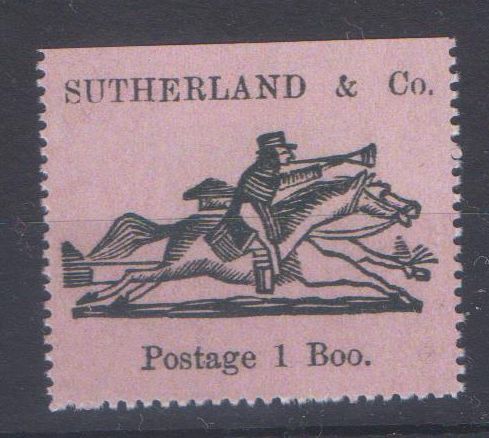 SUTHERLAND & Co.
Postage 1 Boo.